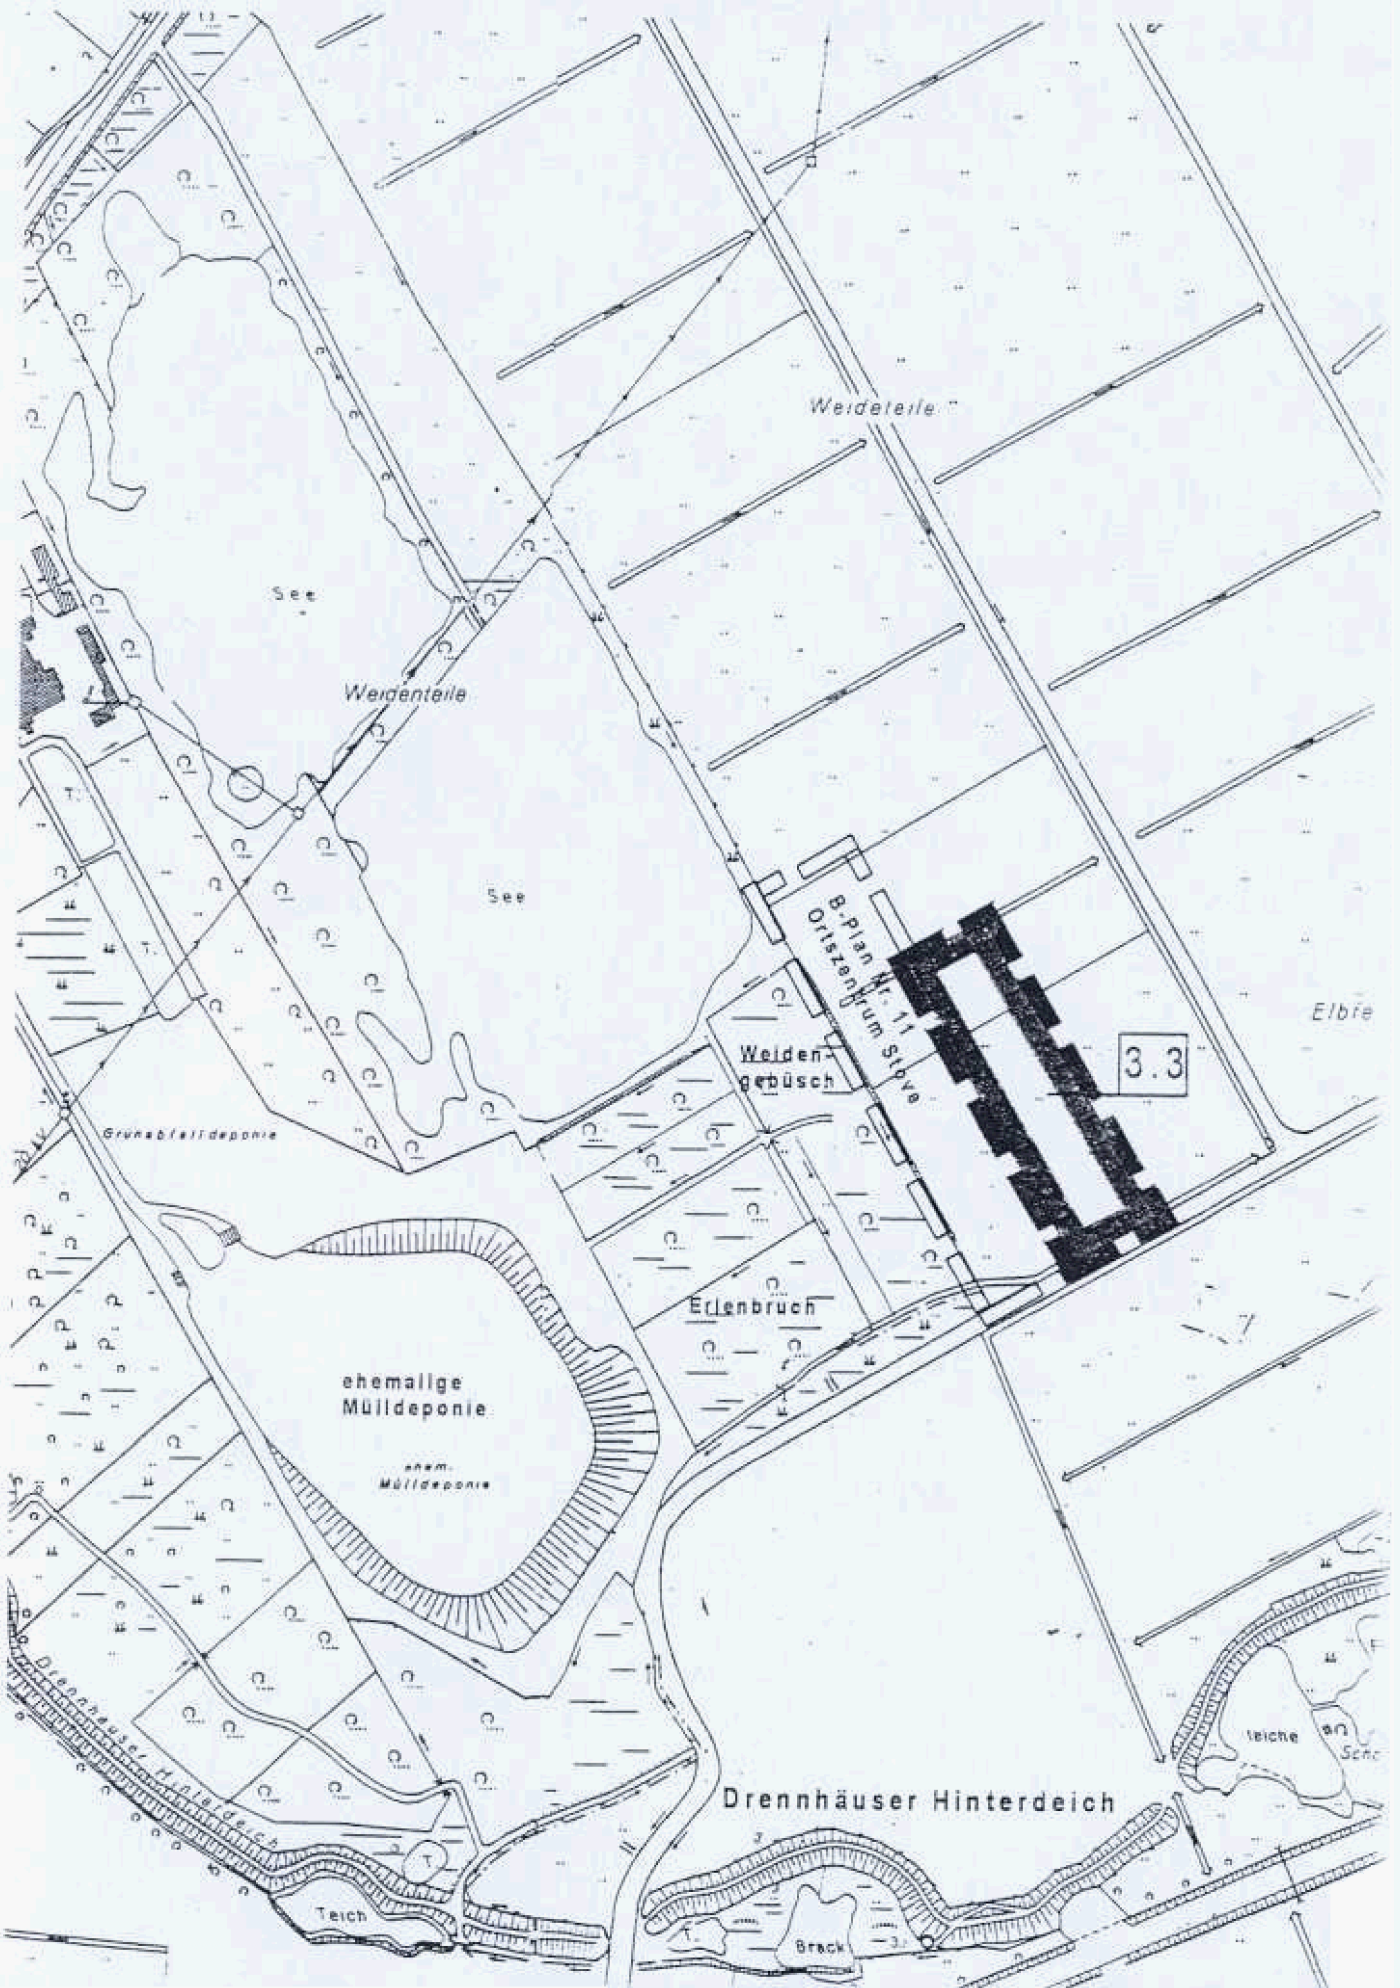 Weideteile
See
Weidenteile
T.
See
B-Plan Nr. 11
Ortszentrum Stove
T.
Elbte
Weiden-
gebüsch
3.3
Grünabfalldeponie
Erlenbruch
ehemalige
Mülldeponie
ehem.
Mülldeponie
Drennhäuser Hinterdeich
Teiche
Drennhäuser Hinterdeich
T.
Teich
T.
Brack